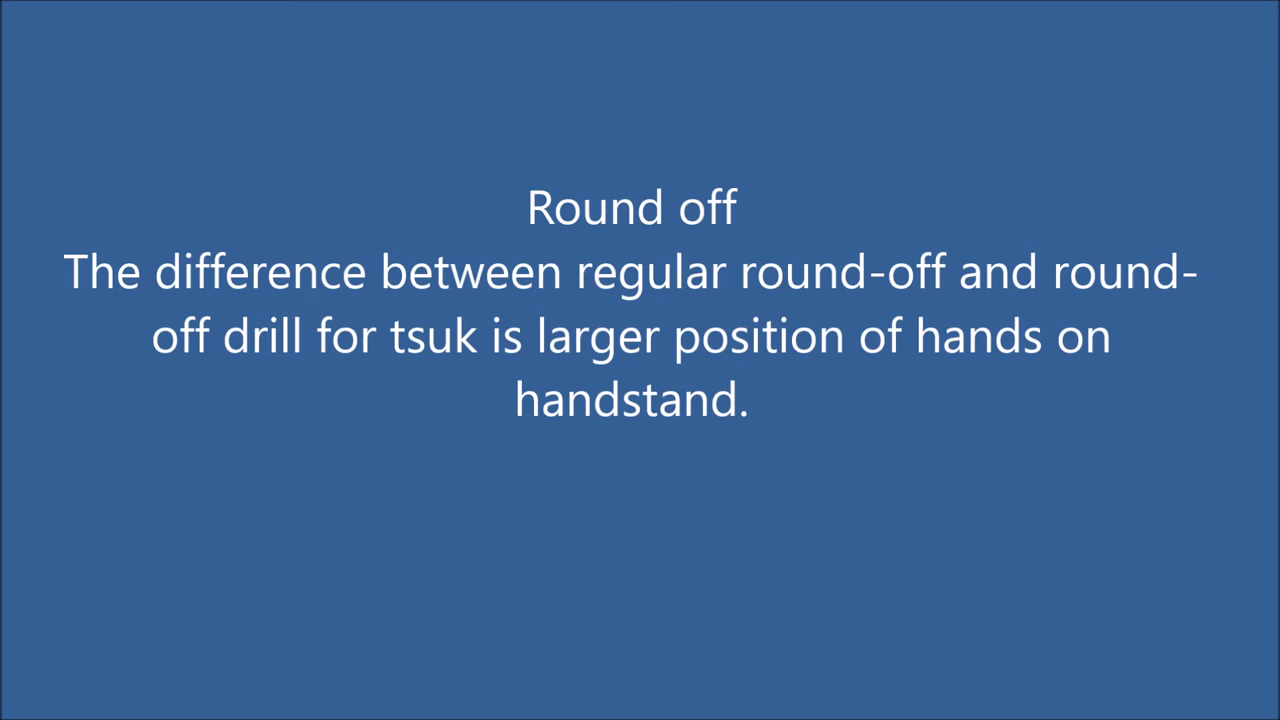 Round off
The difference between regular round-off and round-
off drill for tsuk is larger position of hands on
handstand.